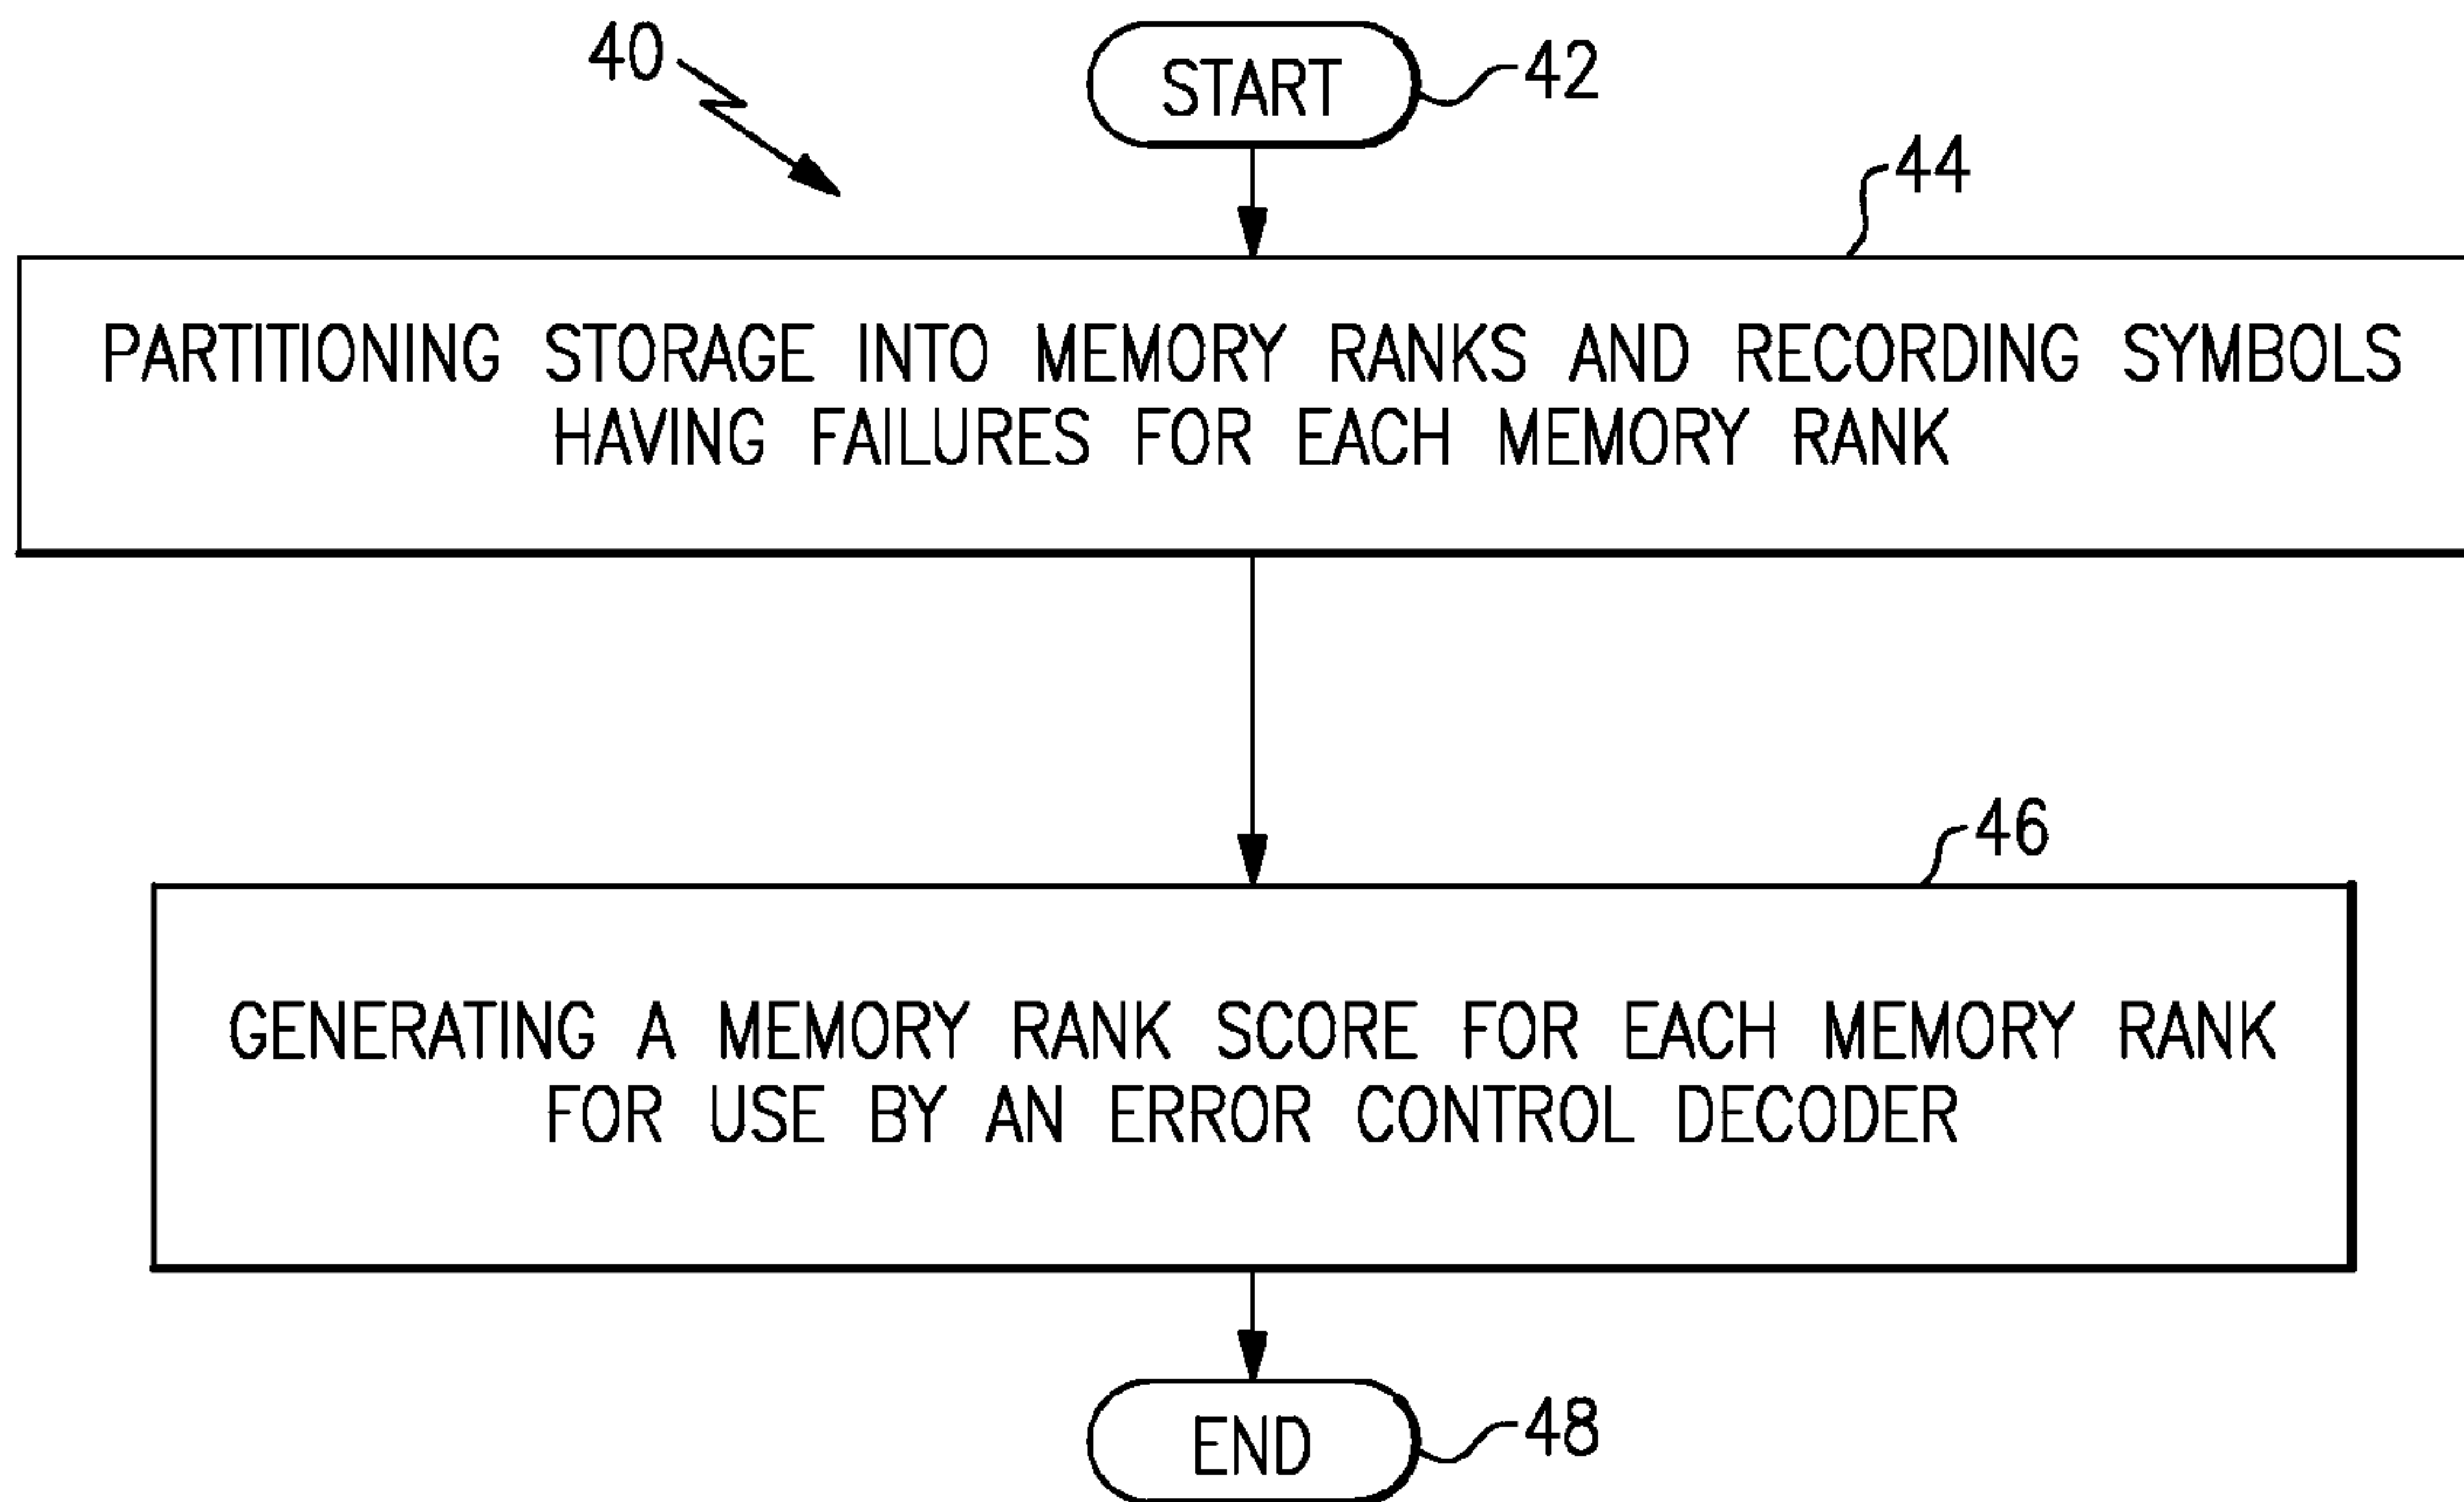 40
START
42
44
PARTITIONING STORAGE INTO MEMORY RANKS AND RECORDING SYMBOLS
HAVING FAILURES FOR EACH MEMORY RANK
46
GENERATING A MEMORY RANK SCORE FOR EACH MEMORY RANK
FOR USE BY AN ERROR CONTROL DECODER
END
48